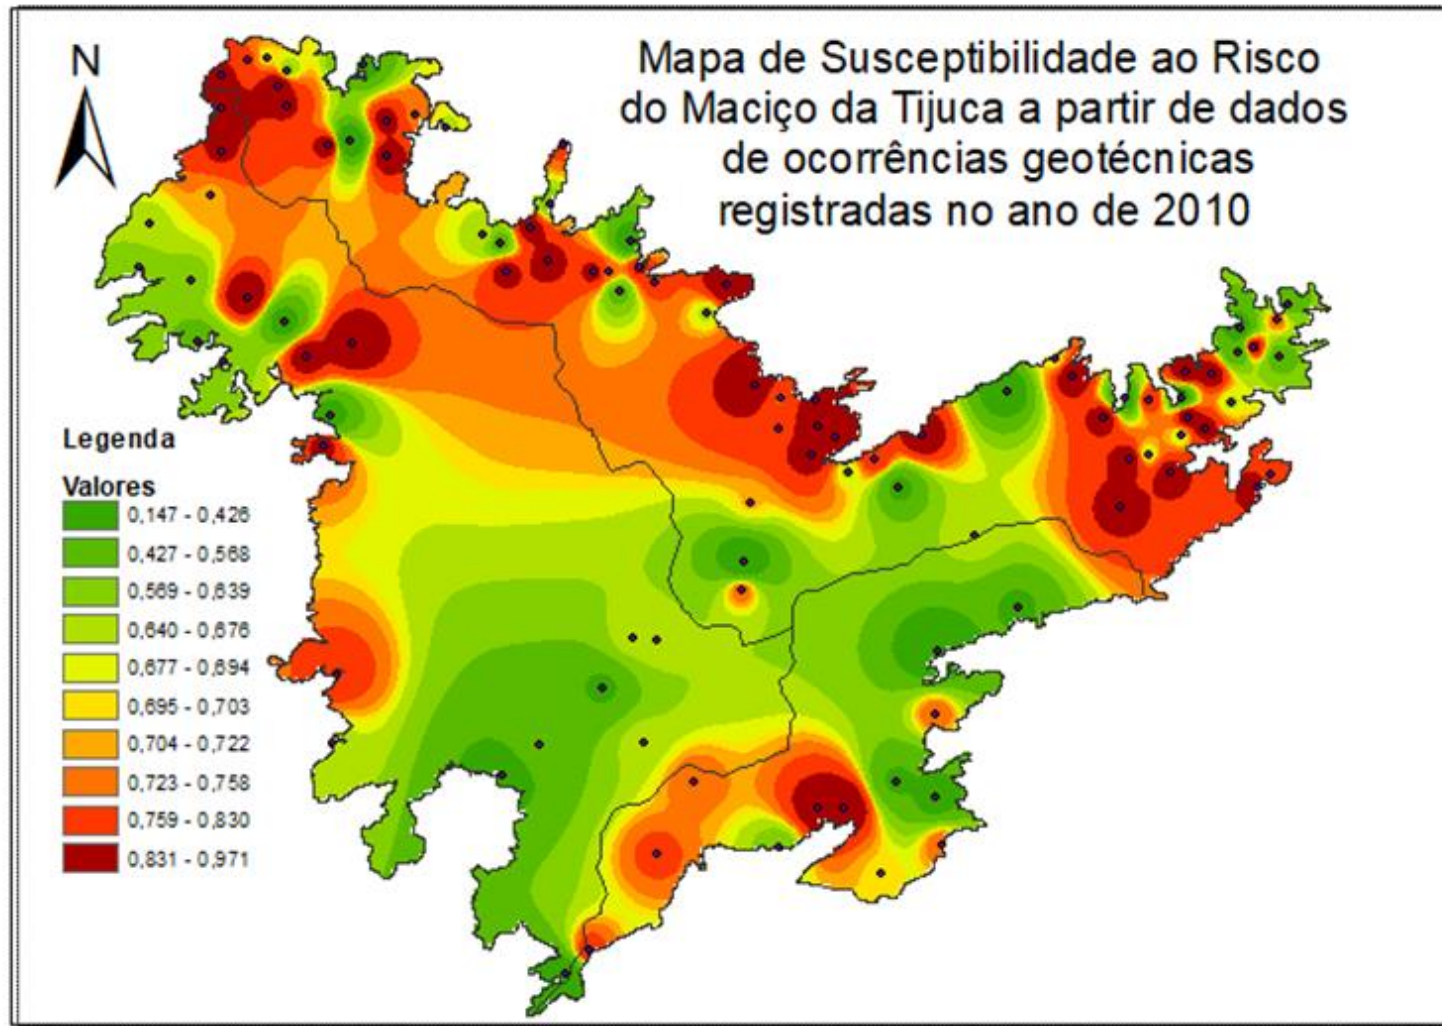 N
Mapa de Susceptibilidade ao Risco
do Maciço da Tijuca a partir de dados
de ocorrências geotécnicas
registradas no ano de 2010
Legenda
Valores
0,147 - 0,426
0,427 - 0,568
0,569 - 0,639
0,640 - 0,676
0,677 - 0,694
0,695 - 0,703
0,704 - 0,722
0,723 - 0,758
0,759 - 0,830
0,831 - 0,971